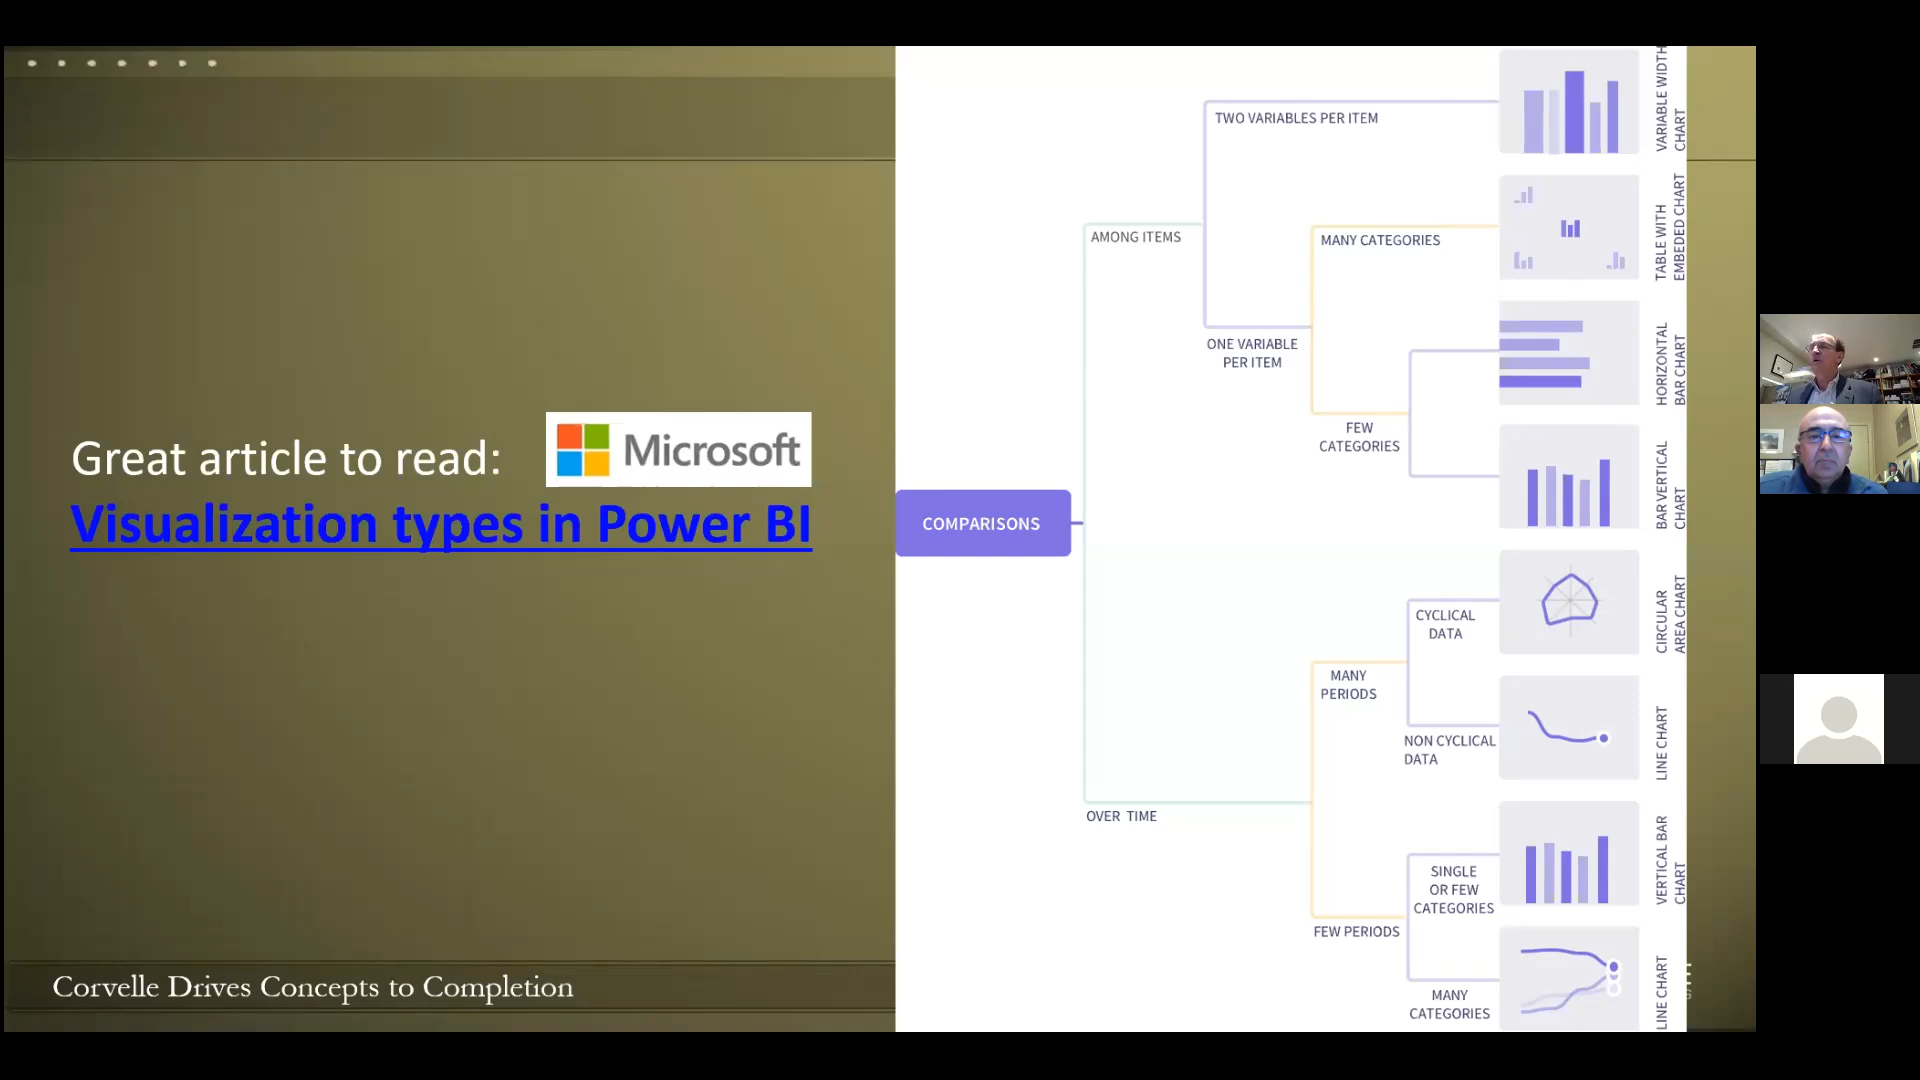 Great article to read:
Microsoft
Visualization types in Power BI
COMPARISONS
AMONG ITEMS
TWO VARIABLES PER ITEM
ONE VARIABLE
PER ITEM
MANY CATEGORIES
FEW
CATEGORIES
OVER TIME
MANY
PERIODS
CYCLICAL
DATA
NON CYCLICAL
DATA
FEW PERIODS
SINGLE
OR FEW
CATEGORIES
MANY
CATEGORIES
VARIABLE WIDTH
CHART
TABLE WITH
EMBEDED CHART
HORIZONTAL
BAR CHART
BAR VERTICAL
CHART
CIRCULAR
AREA CHART
LINE CHART
VERTICAL BAR
CHART
LINE CHART
Corvelle Drives Concepts to Completion